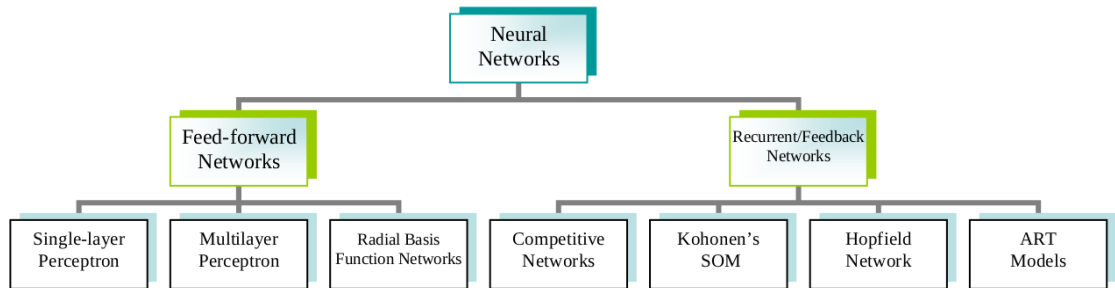 Neural
Networks
Feed-forward
Networks
Recurrent/Feedback
Networks
Single-layer
Perceptron
Multilayer
Perceptron
Radial Basis
Function Networks
Competitive
Networks
Kohonen’s
SOM
Hopfield
Network
ART
Models